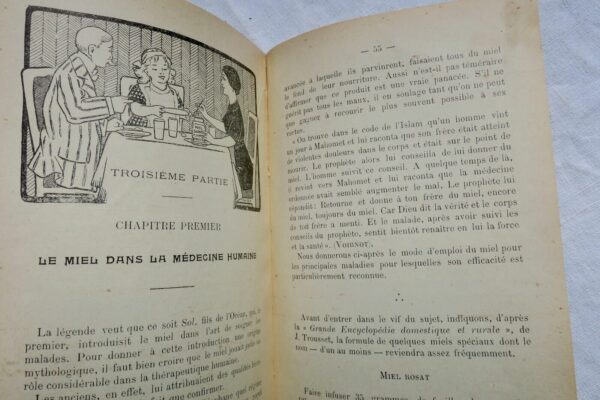 TROISIÈME PARTIE
CHAPITRE PREMIER
LE MIEL DANS LA MÉDECINE HUMAINE
La légende veut que ce soit Sol, fils de l'Océan, qui, le
premier, introduisit le miel dans l'art de soigner les
malades. Pour donner à cette introduction une origine
mythologique, il faut bien croire que le miel jouait jadis un
rôle considérable dans la thérapeutique humaine.
Les anciens, en effet, lui attribuaient des qualités
fait que confirmer.
— 55 —
avancée à laquelle ils parvinrent, faisaient tous du miel
le fond de leur nourriture. Aussi n'est-il pas téméraire
d'affirmer que ce produit est une vraie panacée. S'il ne
guérit pas tous les maux, il en soulage tant qu'on ne peut
que gagner à recourir le plus souvent possible à ses
vertus.
« On trouve dans le code de l'Islam qu'un homme vint
un jour à Mahomet et lui raconta que son frère était atteint
de violentes douleurs dans le corps et était sur le point de
mourir. Le prophète alors lui conseilla de lui donner du
miel. L'homme suivit ce conseil. A quelque temps de là,
il revint vers Mahomet et lui raconta que la médecine
ordonnée avait semblé augmenter le mal. Le prophète lui
répondit : Retourne et donne à ton frère du miel, encore
du miel, toujours du miel. Car Dieu dit la vérité et le corps
de ton frère a menti. Et le malade, après avoir suivi les
conseils du prophète, sentit bientôt renaître en lui la force
et la santé ». (VOIRNOT).
Nous donnerons ci-après le mode d'emploi du miel pour
les principales maladies pour lesquelles son efficacité est
particulièrement reconnue.
Avant d'entrer dans le vif du sujet, indiquons, d'après
la « Grande Encyclopédie domestique et rurale », de
J. Trousset, la formule de quelques miels spéciaux dont le
nom — d'un au moins — reviendra assez fréquemment.
MIEL ROSAT
Faire infuser 35 grammes de feuilles de